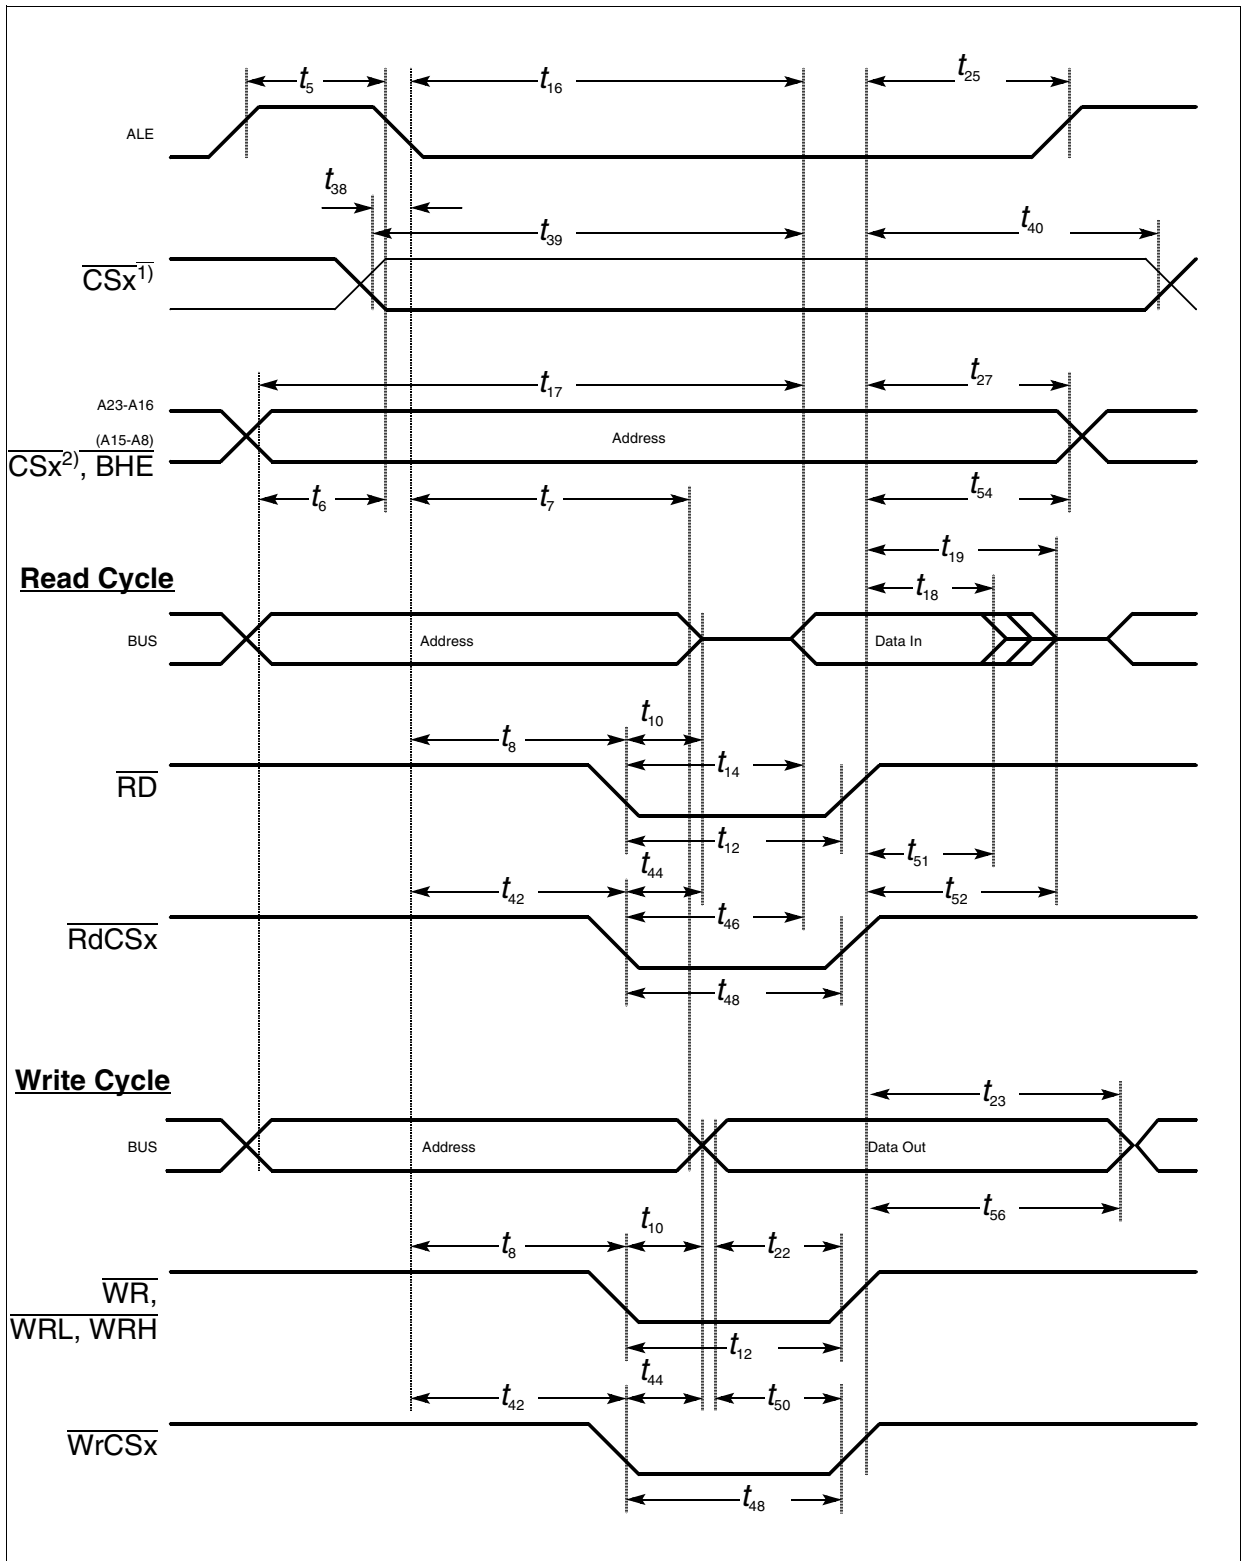 t5
t16
t25
ALE
t38
t39
t40
CSx1)
t17
t27
A23-A16
(A15-A8)
Address
CSx2), BHE
t6
t7
t54
t19
Read Cycle
t18
BUS
Address
Data In
t10
t8
t14
RD
t12
t51
t44
t42
t52
t46
RdCSx
t48
Write Cycle
t23
BUS
Address
Data Out
t56
t10
t8
t22
WR,
WRL, WRH
t12
t44
t42
t50
WrCSx
t48